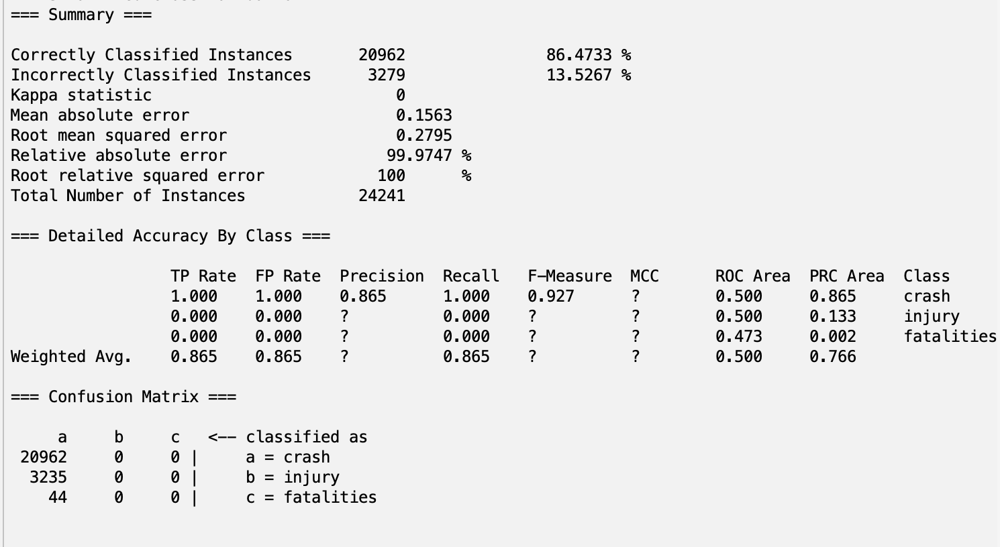 === Summary ===
Correctly Classified Instances 20962 86.4733 %
Incorrectly Classified Instances 3279 13.5267 %
Kappa statistic 0
Mean absolute error 0.1563
Root mean squared error 0.2795
Relative absolute error 99.9747 %
Root relative squared error 100 %
Total Number of Instances 24241
=== Detailed Accuracy By Class ===
TP Rate FP Rate Precision Recall F-Measure MCC ROC Area PRC Area Class
1.000 1.000 0.865 1.000 0.927 ? 0.500 0.865 crash
0.000 0.000 ? 0.000 ? ? 0.500 0.133 injury
0.000 0.000 ? 0.000 ? ? 0.473 0.002 fatalities
Weighted Avg. 0.865 0.865 ? 0.865 ? ? 0.500 0.766
=== Confusion Matrix ===
a b c <-- classified as
20962 0 0 | a = crash
3235 0 0 | b = injury
44 0 0 | c = fatalities